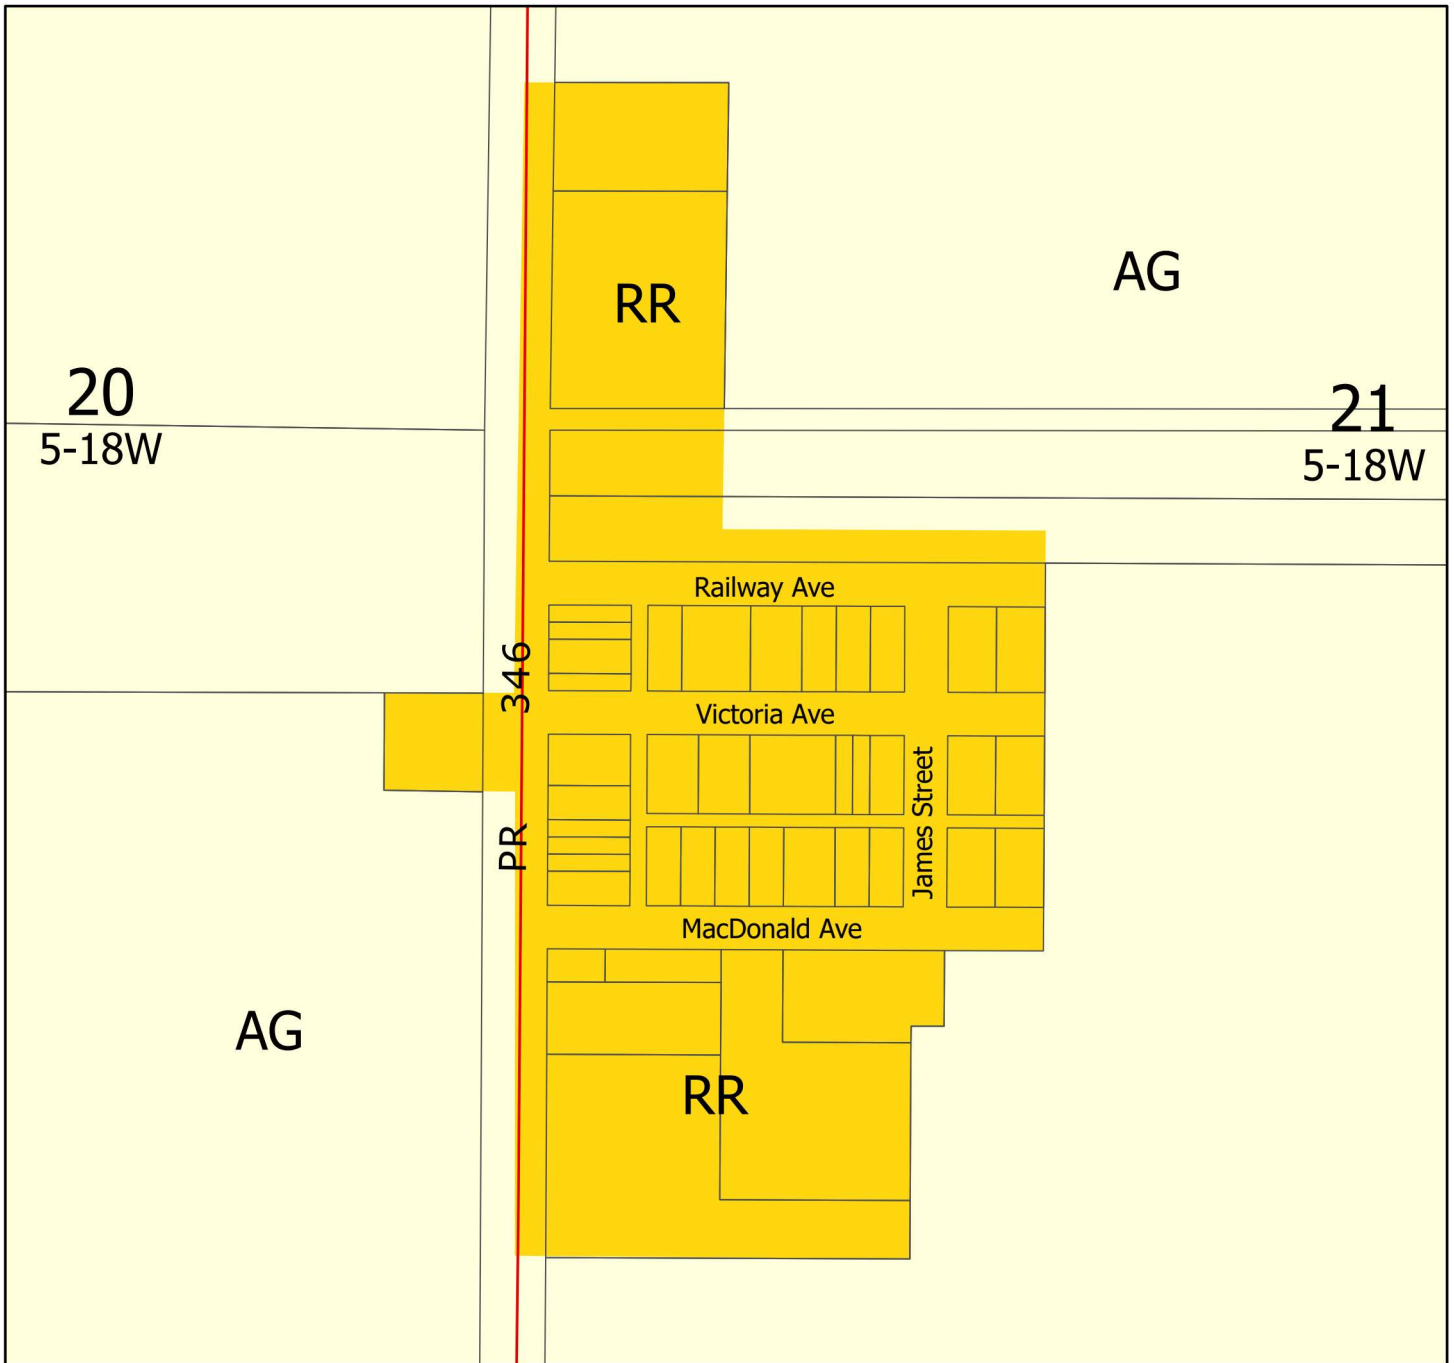 AG
RR
20
5-18W
21
5-18W
Railway Ave
PR 346
Victoria Ave
James Street
MacDonald Ave
AG
RR